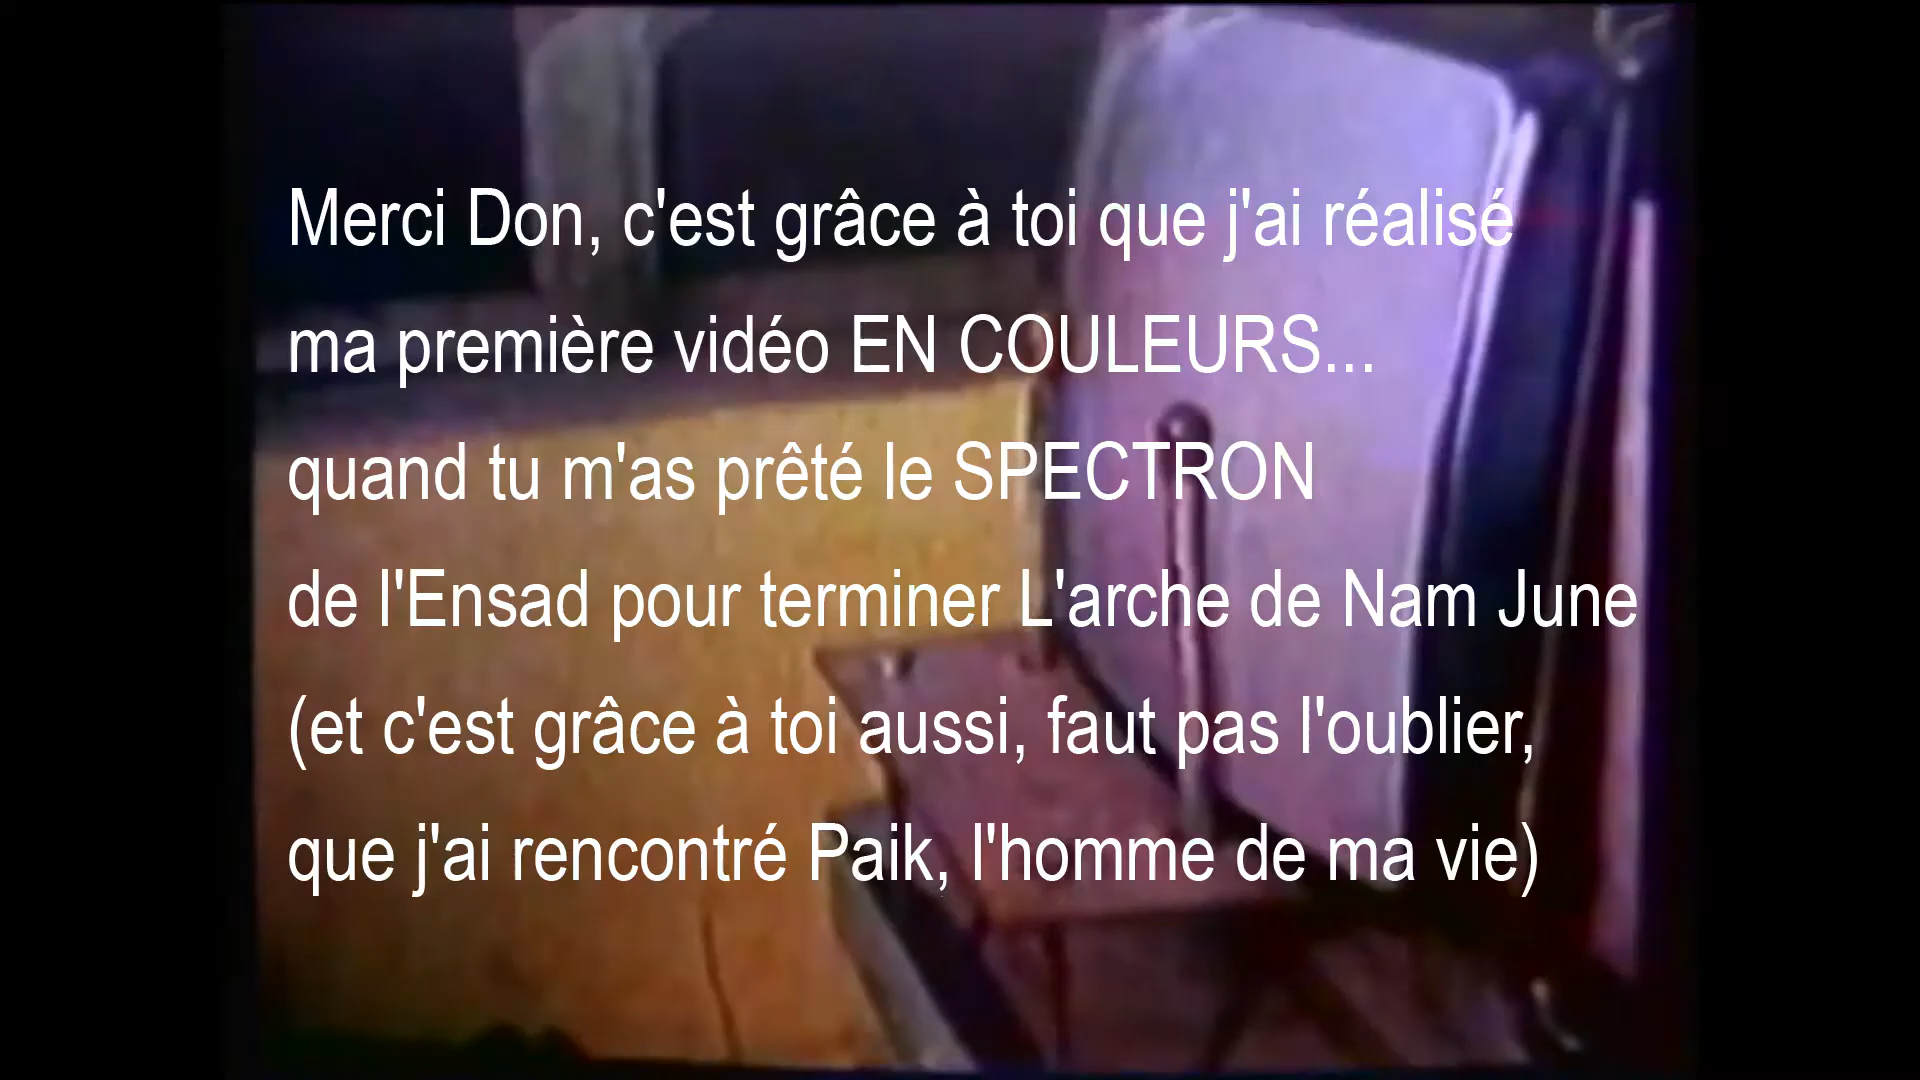 Merci Don, c'est grâce à toi que j'ai réalisé
ma première vidéo EN COULEURS...
quand tu m'as prêté le SPECTRON
de l'Ensad pour terminer L'arche de Nam June
(et c'est grâce à toi aussi, faut pas l'oublier,
que j'ai rencontré Paik, l'homme de ma vie)